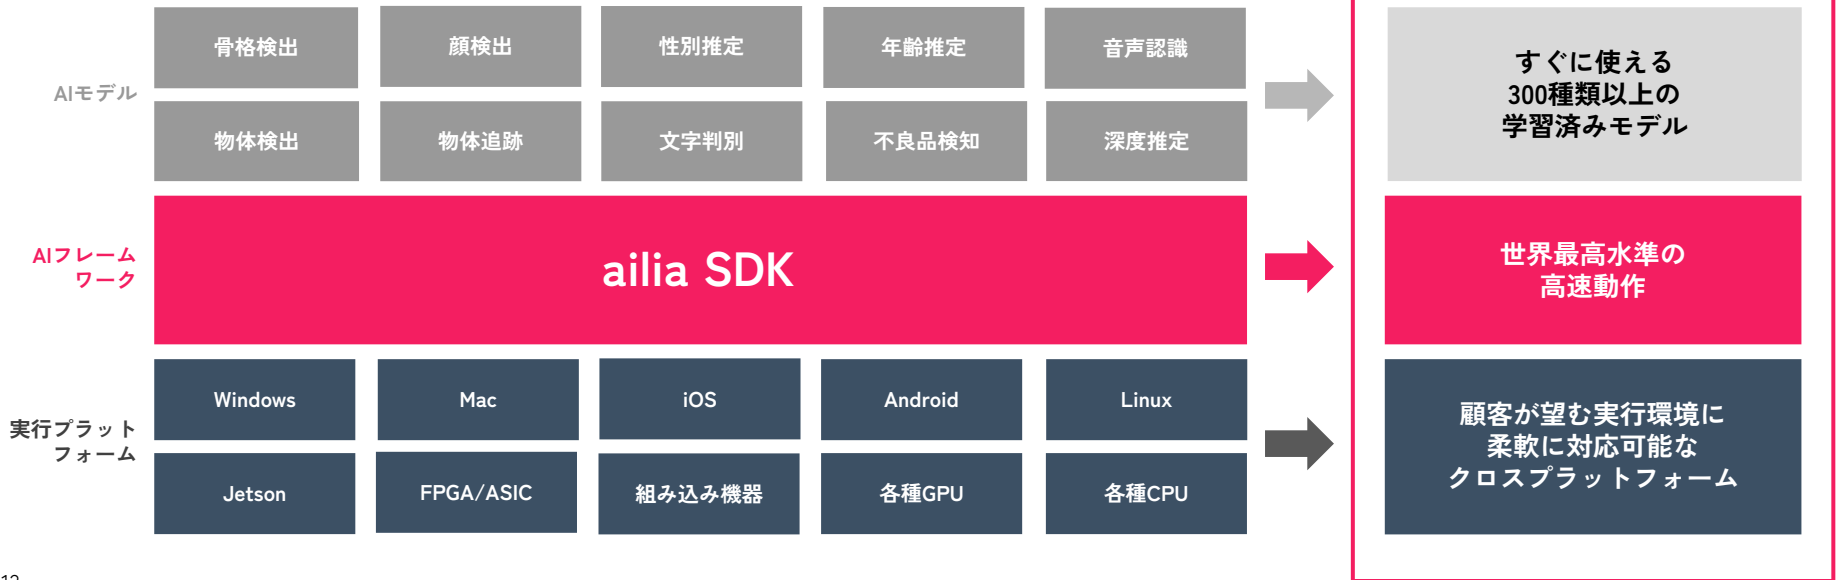 骨格検出
顔検出
性別推定
年齢推定
音声認識
AIモデル
物体検出
物体追跡
文字判別
不良品検知
深度推定
すぐに使える
300種類以上の
学習済みモデル
AIフレーム
ワーク
ailia SDK
世界最高水準の
高速動作
Windows
Mac
iOS
Android
Linux
実行プラット
フォーム
Jetson
FPGA/ASIC
組み込み機器
各種GPU
各種CPU
顧客が望む実行環境に
柔軟に対応可能な
クロスプラットフォーム